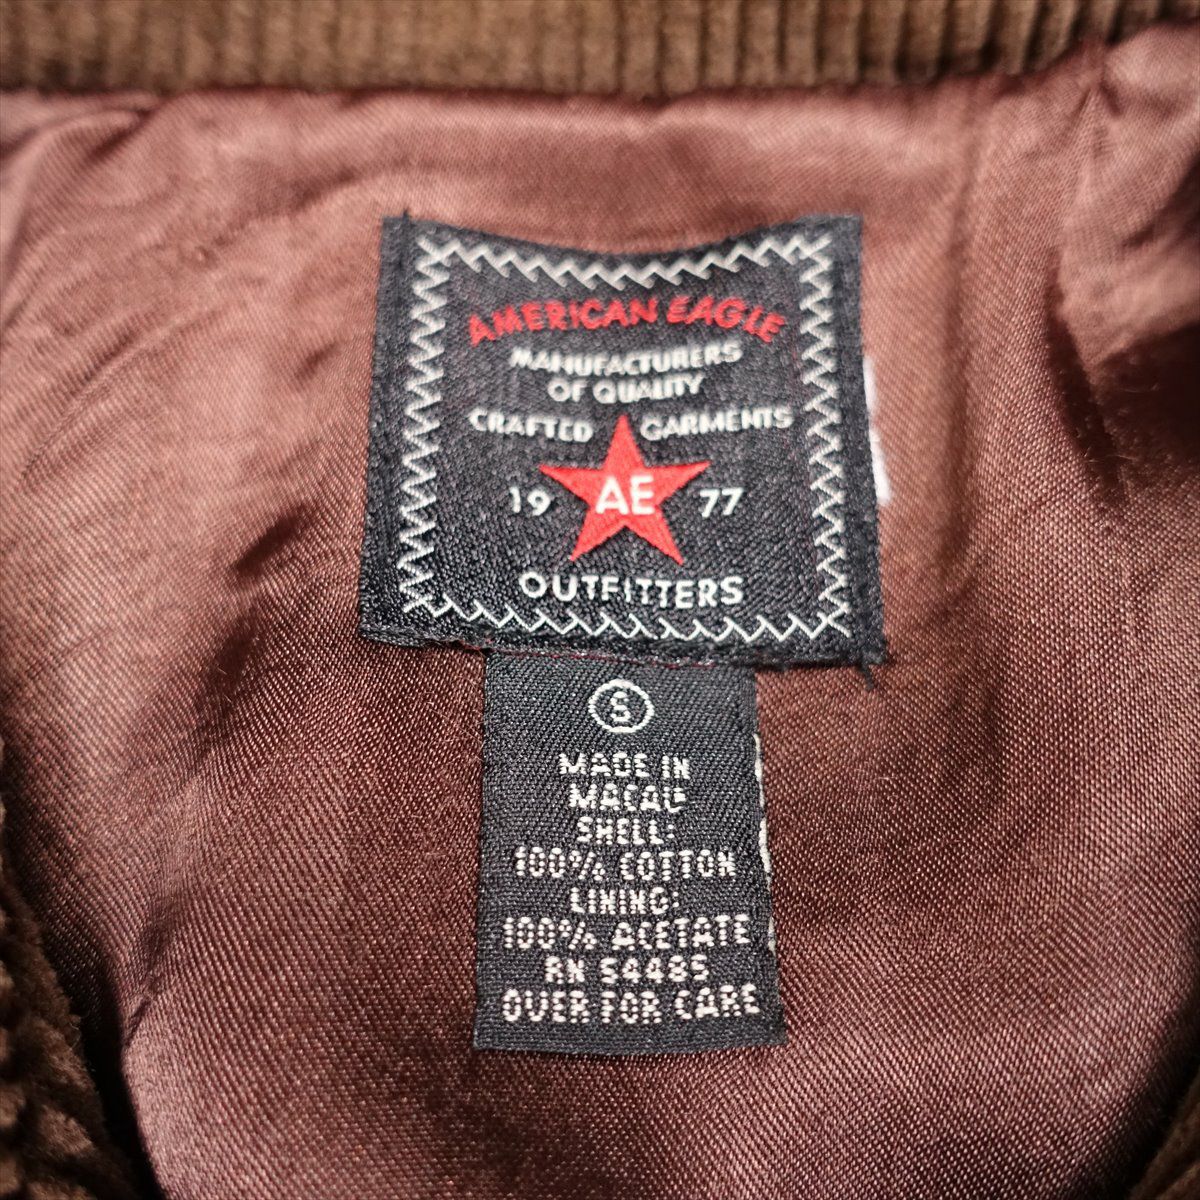 AMERICAN EAGLE
MANUFACTURERS
OF QUALITY
CRAFTED GARMENTS
19 AE 77
OUTFITTERS
S
MADE IN
MACAU
SHELL:
100% COTTON
LINING:
100% ACETATE
RN 54485
OVER FOR CARE